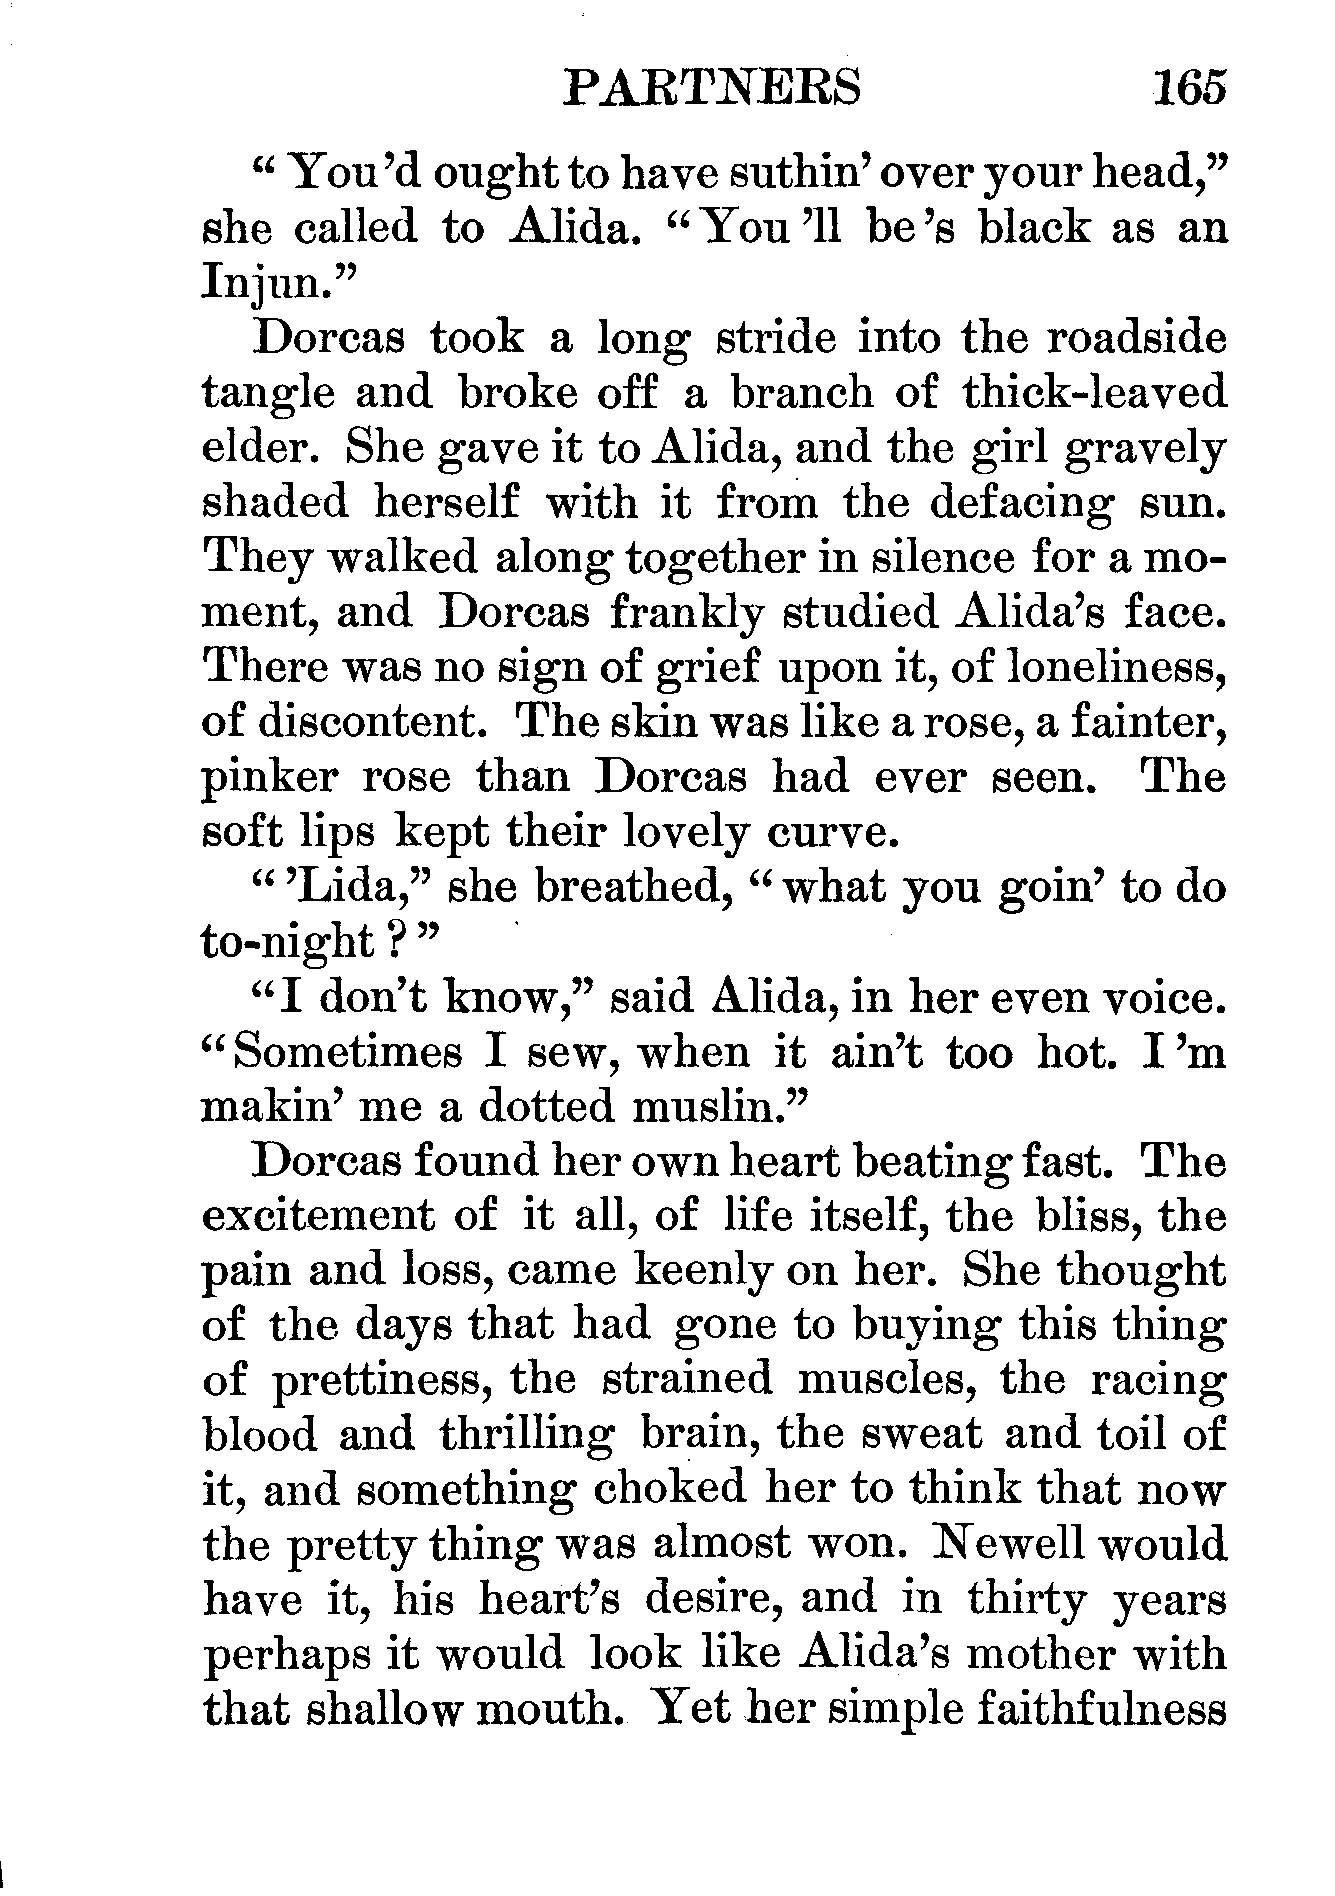 PARTNERS 165
“You’d ought to have suthin’ over your head,”
she called to Alida. “You ’ll be ’s black as an
Injun.”
Dorcas took a long stride into the roadside
tangle and broke off a branch of thick-leaved
elder. She gave it to Alida, and the girl gravely
shaded herself with it from the defacing sun.
They walked along together in silence for a mo-
ment, and Dorcas frankly studied Alida’s face.
There was no sign of grief upon it, of loneliness,
of discontent. The skin was like a rose, a fainter,
pinker rose than Dorcas had ever seen. The
soft lips kept their lovely curve.
“’Lida,” she breathed, “what you goin’ to do
to-night?”
“I don’t know,” said Alida, in her even voice.
“Sometimes I sew, when it ain’t too hot. I ’m
makin’ me a dotted muslin.”
Dorcas found her own heart beating fast. The
excitement of it all, of life itself, the bliss, the
pain and loss, came keenly on her. She thought
of the days that had gone to buying this thing
of prettiness, the strained muscles, the racing
blood and thrilling brain, the sweat and toil of
it, and something choked her to think that now
the pretty thing was almost won. Newell would
have it, his heart’s desire, and in thirty years
perhaps it would look like Alida’s mother with
that shallow mouth. Yet her simple faithfulness